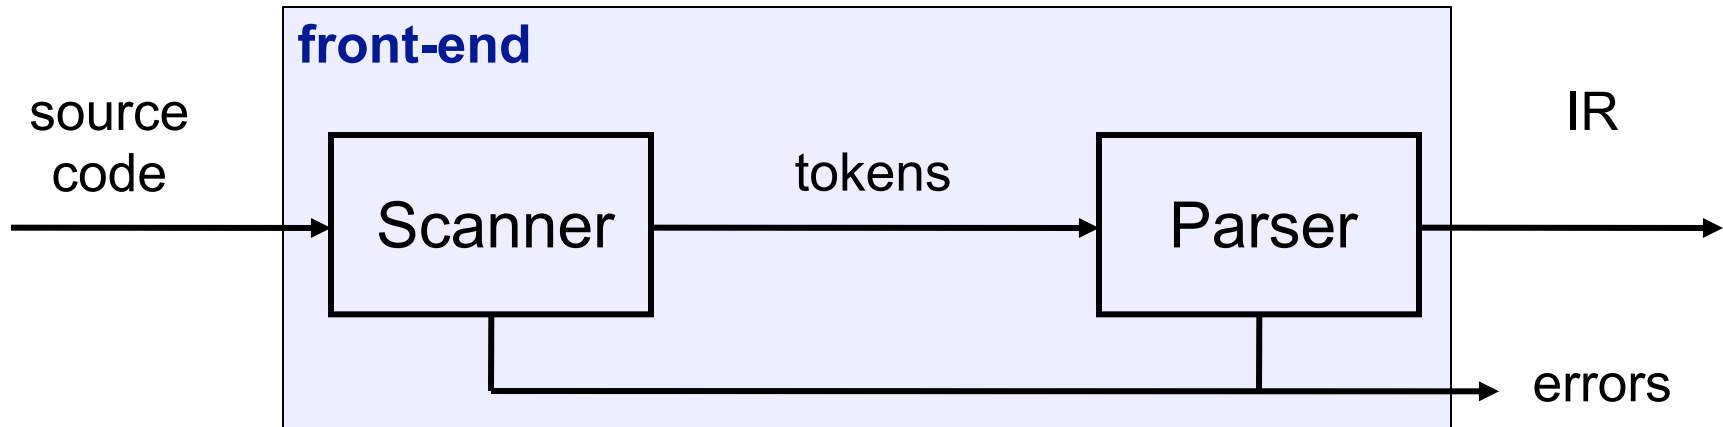 front-end
source
code
IR
tokens
Scanner
Parser
errors